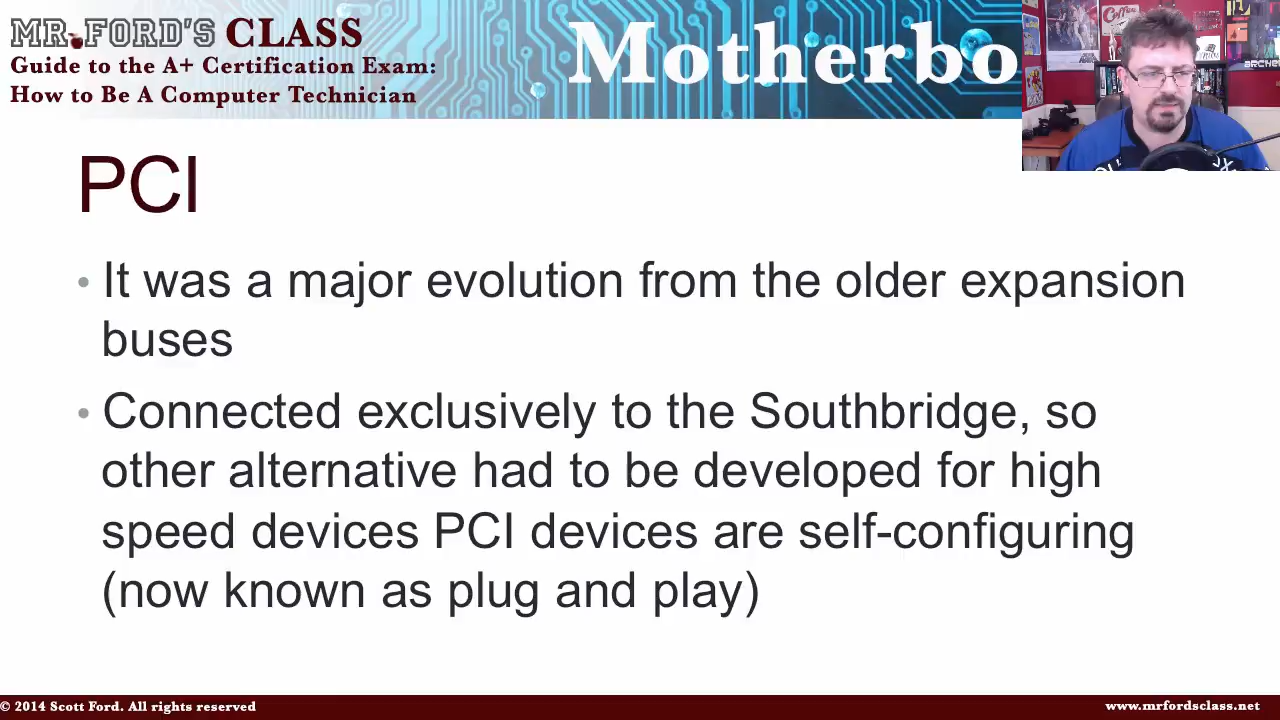 MR. FORD'S CLASS
Guide to the A+ Certification Exam:
How to Be A Computer Technician
Motherbo
PCI
• It was a major evolution from the older expansion
buses
• Connected exclusively to the Southbridge, so
other alternative had to be developed for high
speed devices PCI devices are self-configuring
(now known as plug and play)
Coffee
ARCHE
© 2014 Scott Ford. All rights reserved
www.mrfordsclass.net